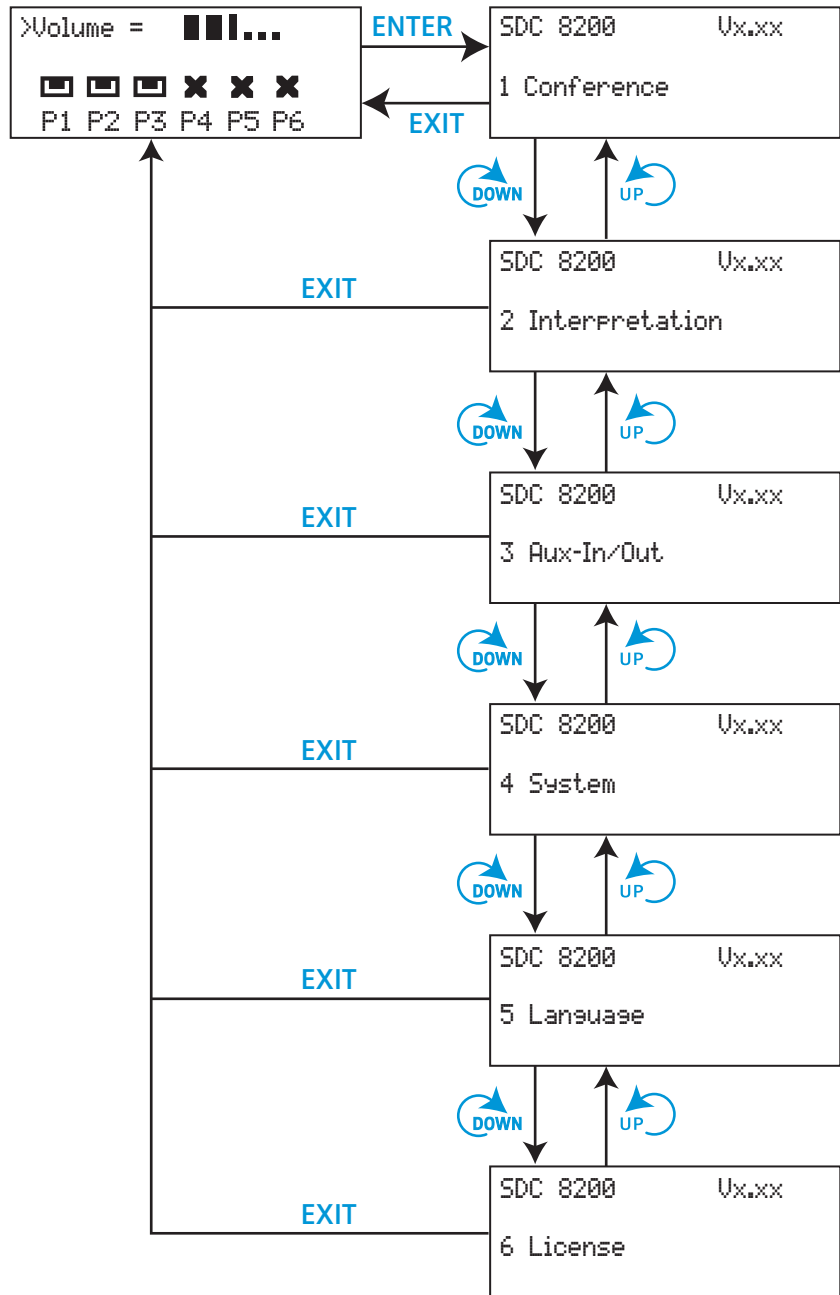 >Volume =
P1 P2 P3 P4 P5 P6
ENTER
EXIT
SDC 8200 Vx.xx
1 Conference
DOWN UP
SDC 8200 Vx.xx
2 Interpretation
EXIT
DOWN UP
SDC 8200 Vx.xx
3 Aux-In/Out
EXIT
DOWN UP
SDC 8200 Vx.xx
4 System
EXIT
DOWN UP
SDC 8200 Vx.xx
5 Language
EXIT
DOWN UP
SDC 8200 Vx.xx
6 License
EXIT